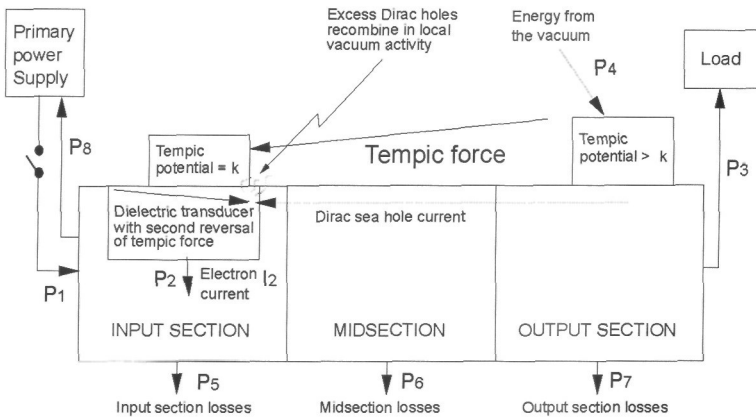 Primary
power
Supply
Excess Dirac holes
recombine in local
vacuum activity
Energy from
the vacuum
Load
P4
P8
Tempic
potential = k
Tempic force
Tempic
potential > k
P3
Dielectric transducer
with second reversal
of tempic force
Dirac sea hole current
P1
P2
Electron
current
I2
INPUT SECTION
MIDSECTION
OUTPUT SECTION
P5
P6
P7
Input section losses
Midsection losses
Output section losses